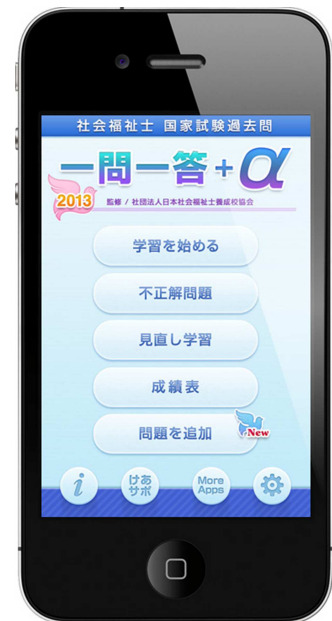 社会福祉士 国家試験過去問
一問一答+α
2013
監修 / 社団法人日本社会福祉士養成校協会
学習を始める
不正解問題
見直し学習
成績表
問題を追加
New
i
けあ
サポ
More
Apps